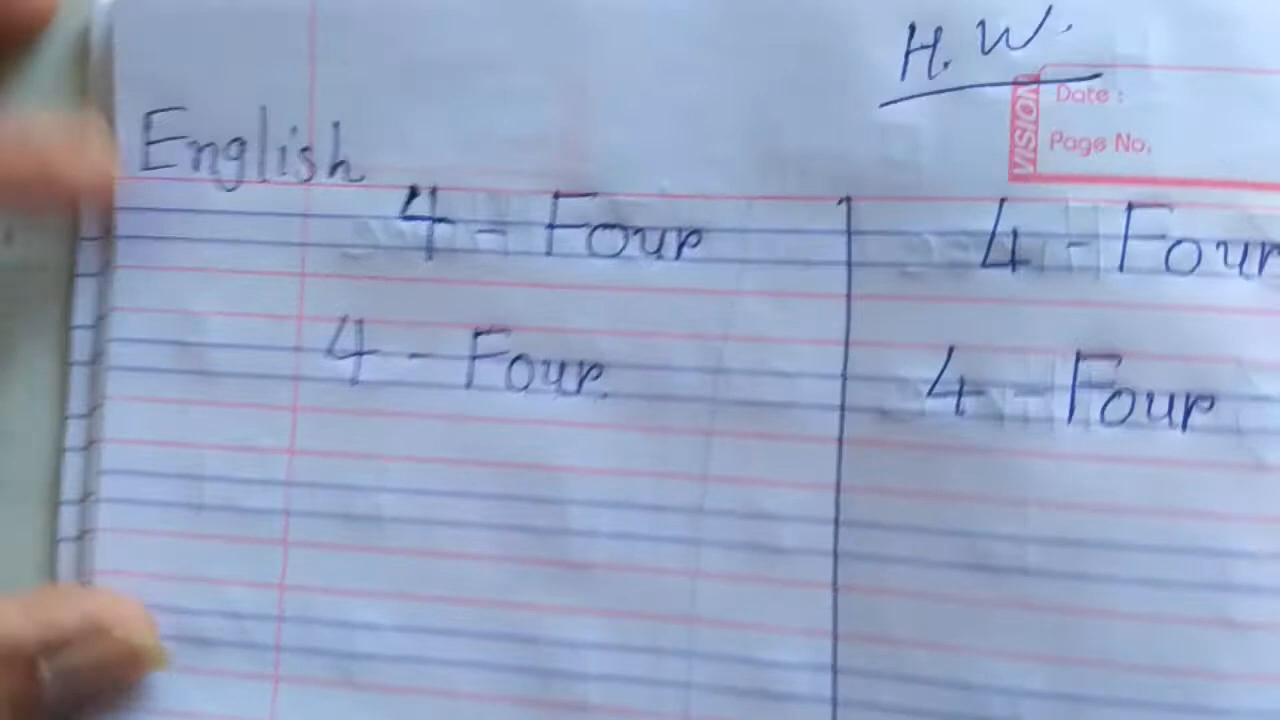 H.W.
VISION
Date :
Page No.
English
4 - Four 4 - Four
4 - Four. 4 - Four